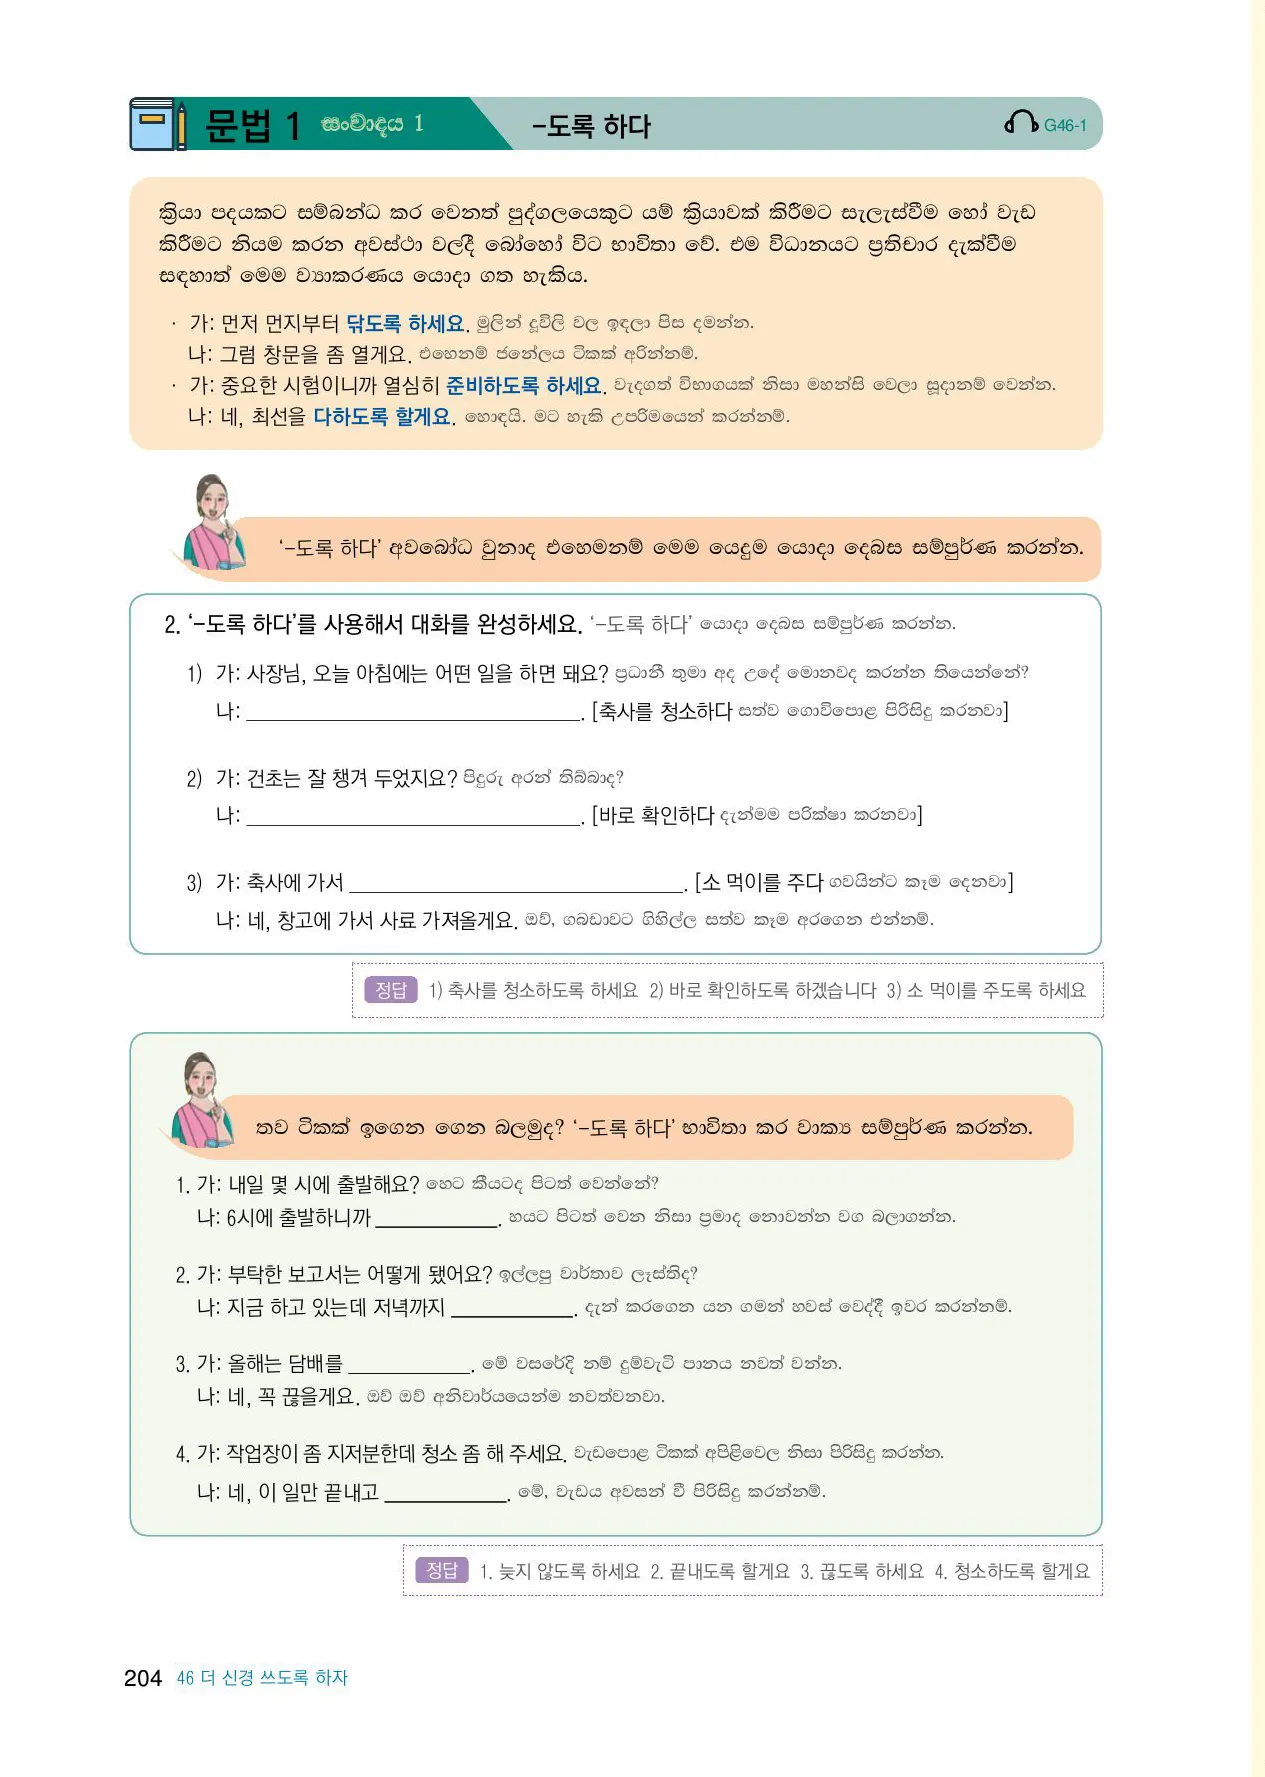 문법 1 සංවාදය 1 -도록 하다 G46-1
ක්‍රියා පදයකට සම්බන්ධ කර වෙනත් පුද්ගලයෙකුට යම් ක්‍රියාවක් කිරීමට සැලැස්වීම හෝ වැඩ
කිරීමට නියම කරන අවස්ථා වලදී බෝහෝ විට භාවිතා වේ. එම විධානයට ප්‍රතිචාර දැක්වීම
සඳහාත් මෙම ව්‍යාකරණය යොදා ගත හැකිය.
· 가: 먼저 먼지부터 닦도록 하세요. මුලින් දූවිලි වල ඉඳලා පිස දමන්න.
나: 그럼 창문을 좀 열게요. එහෙනම් ජනේලය ටිකක් අරින්නම්.
· 가: 중요한 시험이니까 열심히 준비하도록 하세요. වැදගත් විභාගයක් නිසා මහන්සි වෙලා සූදානම් වෙන්න.
나: 네, 최선을 다하도록 할게요. හොඳයි. මට හැකි උපරිමයෙන් කරන්නම්.
‘-도록 하다’ අවබෝධ වුනාද එහෙමනම් මෙම යෙදුම යොදා දෙබස සම්පුර්ණ කරන්න.
2. ‘-도록 하다’를 사용해서 대화를 완성하세요. ‘-도록 하다’ යොදා දෙබස සම්පුර්ණ කරන්න.
1) 가: 사장님, 오늘 아침에는 어떤 일을 하면 돼요? ප්‍රධානී තුමා අද උදේ මොනවද කරන්න තියෙන්නේ?
나: ______________________________. [축사를 청소하다 සත්ව ගොවිපොළ පිරිසිදු කරනවා]
2) 가: 건초는 잘 챙겨 두었지요? පිදුරු අරන් තිබ්බාද?
나: ______________________________. [바로 확인하다 දැන්මම පරික්ෂා කරනවා]
3) 가: 축사에 가서 ______________________________. [소 먹이를 주다 ගවයින්ට කෑම දෙනවා]
나: 네, 창고에 가서 사료 가져올게요. ඔව්, ගබඩාවට ගිහිල්ල සත්ව කෑම අරගෙන එන්නම්.
정답 1) 축사를 청소하도록 하세요 2) 바로 확인하도록 하겠습니다 3) 소 먹이를 주도록 하세요
තව ටිකක් ඉගෙන ගෙන බලමුද? ‘-도록 하다’ භාවිතා කර වාක්‍ය සම්පුර්ණ කරන්න.
1. 가: 내일 몇 시에 출발해요? හෙට කීයටද පිටත් වෙන්නේ?
나: 6시에 출발하니까 ___________. හයට පිටත් වෙන නිසා ප්‍රමාද නොවන්න වග බලාගන්න.
2. 가: 부탁한 보고서는 어떻게 됐어요? ඉල්ලපු වාර්තාව ලෑස්තිද?
나: 지금 하고 있는데 저녁까지 ___________. දැන් කරගෙන යන ගමන් හවස් වෙද්දී ඉවර කරන්නම්.
3. 가: 올해는 담배를 ___________. මේ වසරේදි නම් දුම්වැටි පානය නවත් වන්න.
나: 네, 꼭 끊을게요. ඔව් ඔව් අනිවාර්යයෙන්ම නවත්වනවා.
4. 가: 작업장이 좀 지저분한데 청소 좀 해 주세요. වැඩපොළ ටිකක් අපිළිවෙල නිසා පිරිසිදු කරන්න.
나: 네, 이 일만 끝내고 ___________. මේ, වැඩය අවසන් වී පිරිසිදු කරන්නම්.
정답 1. 늦지 않도록 하세요 2. 끝내도록 할게요 3. 끊도록 하세요 4. 청소하도록 할게요
204 46 더 신경 쓰도록 하자